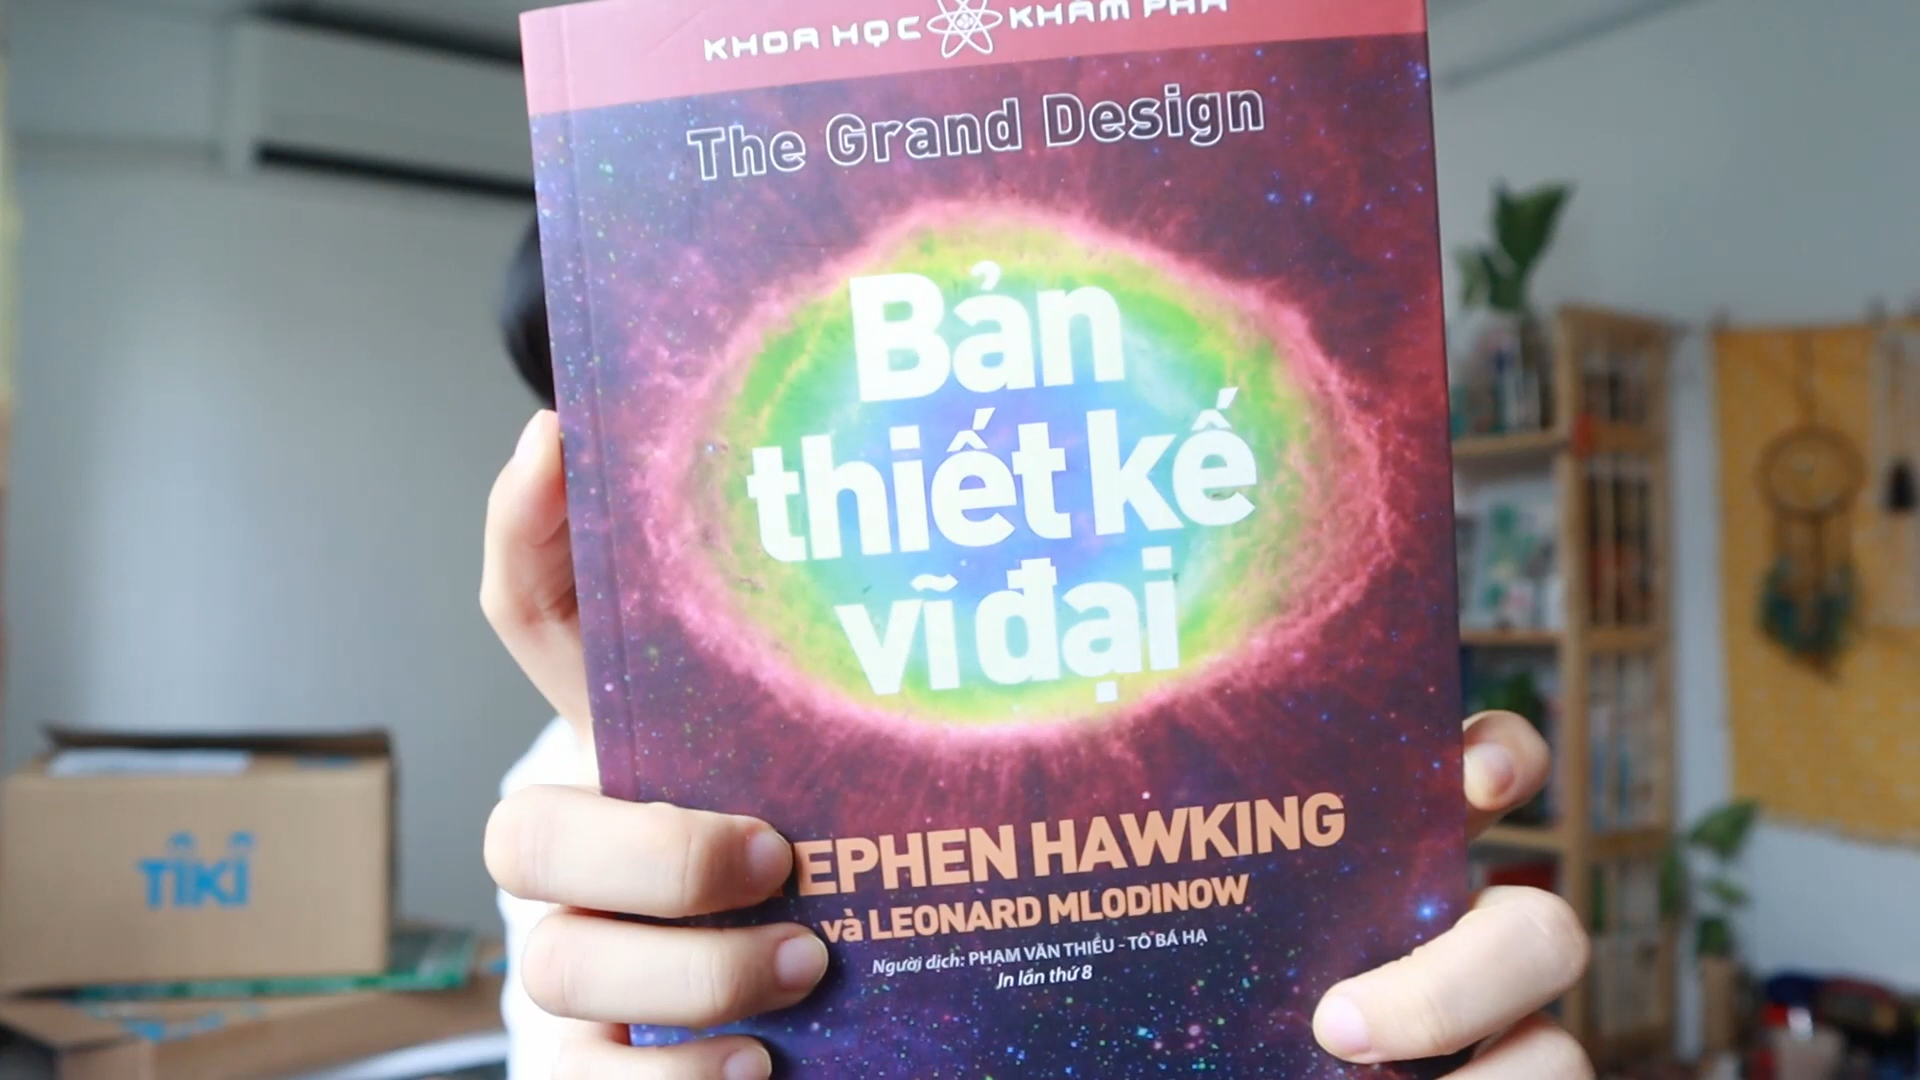 KHOA HỌC KHÁM PHÁ
The Grand Design
Bản
thiết kế
vĩ đại
EPHEN HAWKING
và LEONARD MLODINOW
Người dịch: PHẠM VĂN THIỀU - TÔ BÁ HẠ
In lần thứ 8
TIKI